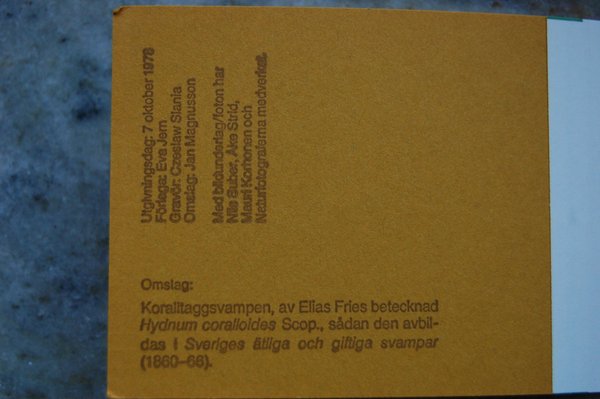 Utgivningsdag: 7 oktober 1978
Förlaga: Eva Jern
Gravör: Czesław Slania
Omslag: Jan Magnusson
Med bildunderlag/foton har
Nils Suber, Åke Strid,
Mauri Korhonen och
Naturfotograferna medverkat.
Omslag:
Koralltaggsvampen, av Elias Fries betecknad
Hydnum coralloides Scop., sådan den avbil-
das i Sveriges ätliga och giftiga svampar
(1860–66).